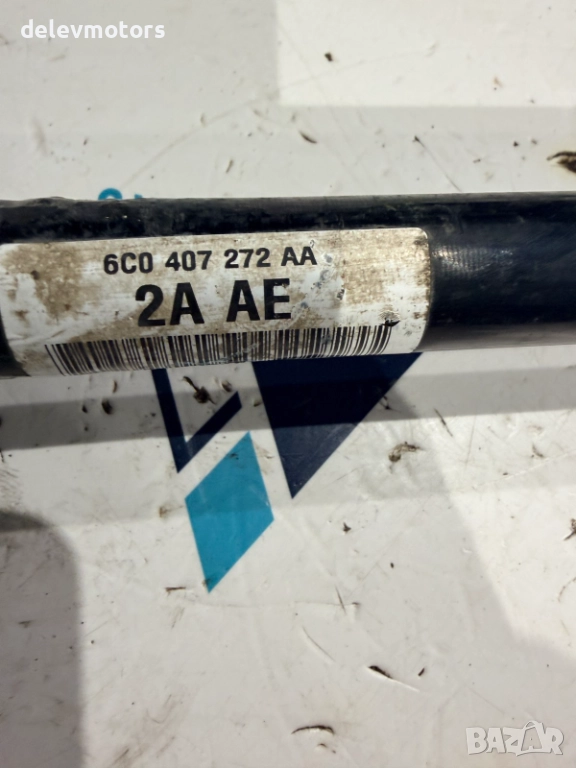 delevmotors
6C0 407 272 AA
2A AE
BAZAR